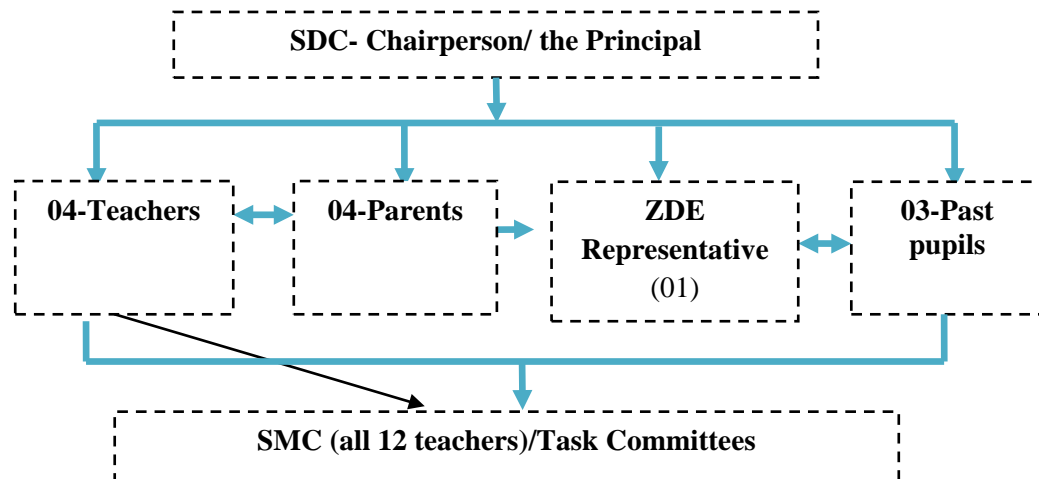 SDC- Chairperson/ the Principal
04-Teachers
04-Parents
ZDE
Representative
(01)
03-Past
pupils
SMC (all 12 teachers)/Task Committees